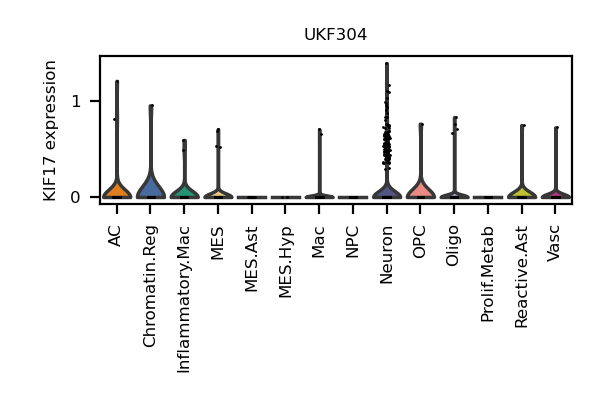 UKF304
KIF17 expression
1
0
AC
Chromatin.Reg
Inflammatory.Mac
MES
MES.Ast
MES.Hyp
Mac
NPC
Neuron
OPC
Oligo
Prolif.Metab
Reactive.Ast
Vasc